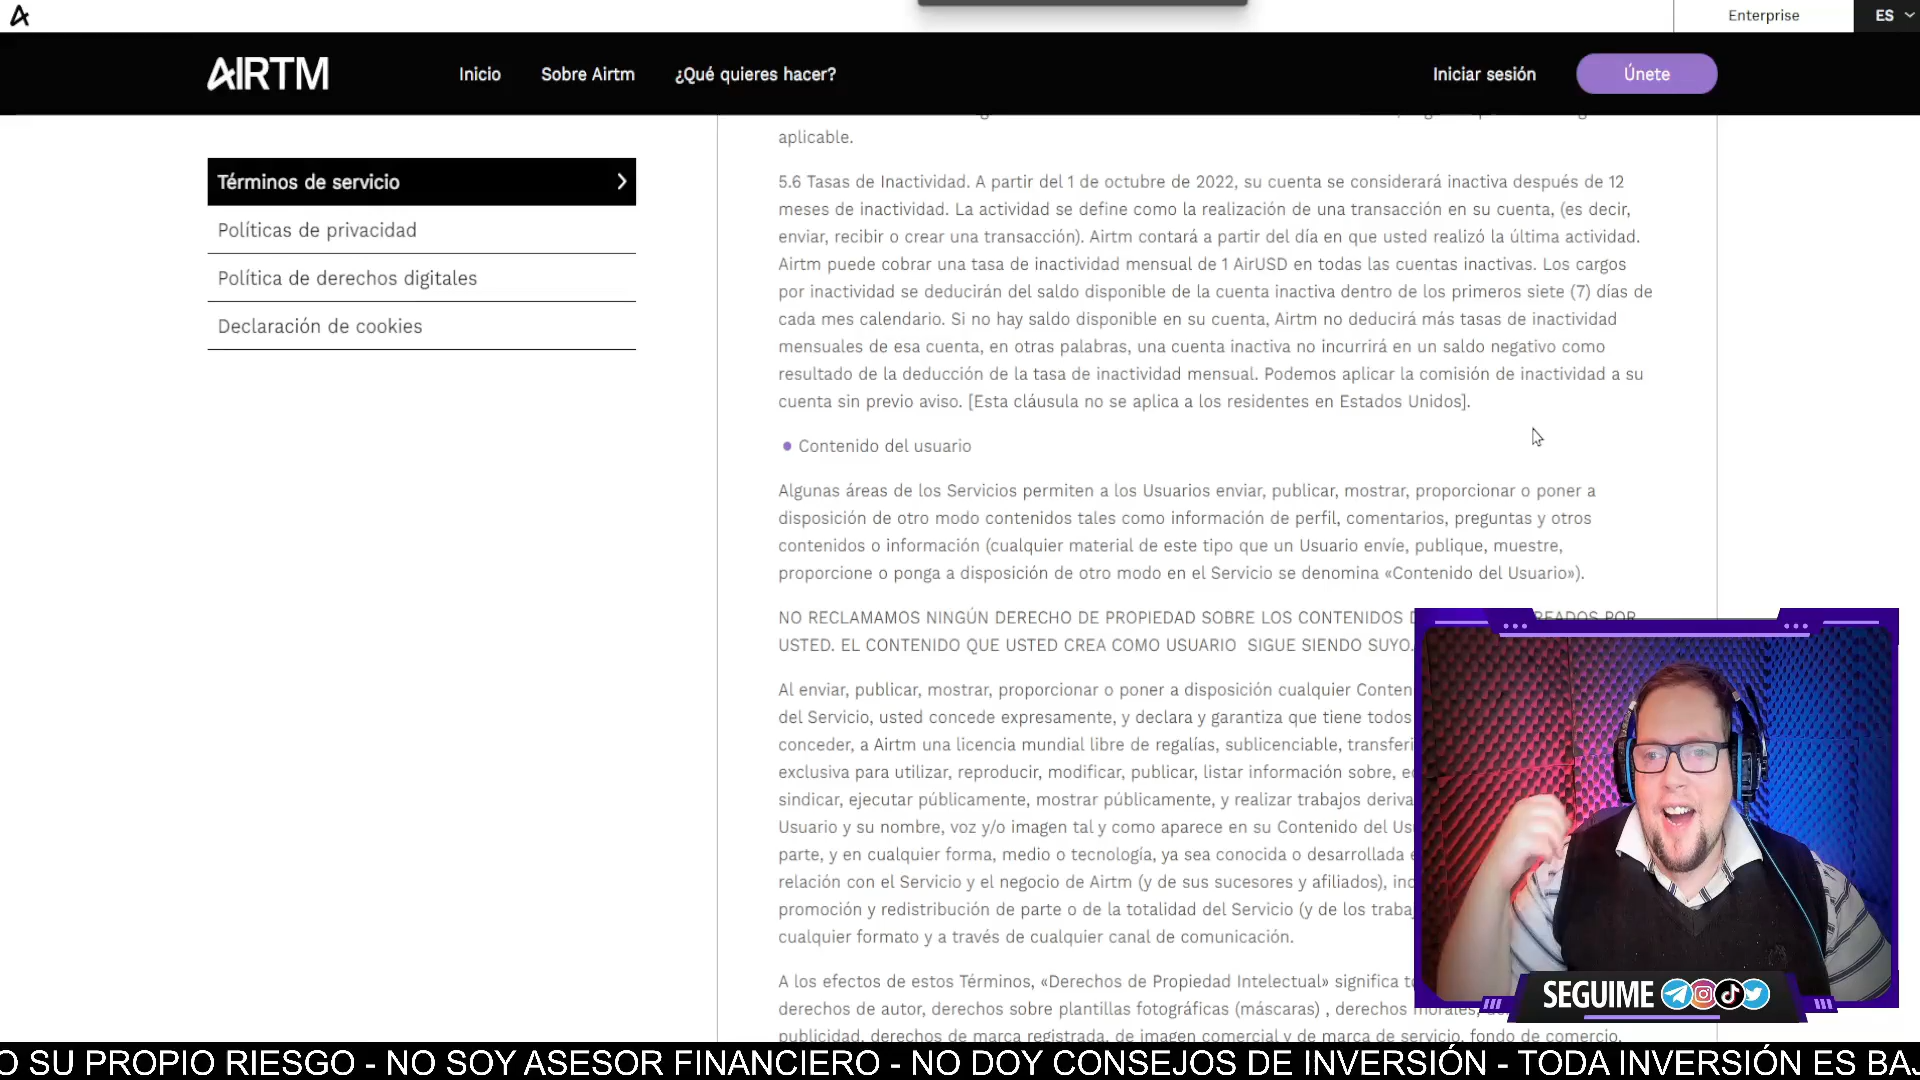 Enterprise
ES
AIRTM
Inicio
Sobre Airtm
¿Qué quieres hacer?
Iniciar sesión
Únete
Términos de servicio
Políticas de privacidad
Política de derechos digitales
Declaración de cookies
aplicable.
5.6 Tasas de Inactividad. A partir del 1 de octubre de 2022, su cuenta se considerará inactiva después de 12
meses de inactividad. La actividad se define como la realización de una transacción en su cuenta, (es decir,
enviar, recibir o crear una transacción). Airtm contará a partir del día en que usted realizó la última actividad.
Airtm puede cobrar una tasa de inactividad mensual de 1 AirUSD en todas las cuentas inactivas. Los cargos
por inactividad se deducirán del saldo disponible de la cuenta inactiva dentro de los primeros siete (7) días de
cada mes calendario. Si no hay saldo disponible en su cuenta, Airtm no deducirá más tasas de inactividad
mensuales de esa cuenta, en otras palabras, una cuenta inactiva no incurrirá en un saldo negativo como
resultado de la deducción de la tasa de inactividad mensual. Podemos aplicar la comisión de inactividad a su
cuenta sin previo aviso. [Esta cláusula no se aplica a los residentes en Estados Unidos].
Contenido del usuario
Algunas áreas de los Servicios permiten a los Usuarios enviar, publicar, mostrar, proporcionar o poner a
disposición de otro modo contenidos tales como información de perfil, comentarios, preguntas y otros
contenidos o información (cualquier material de este tipo que un Usuario envíe, publique, muestre,
proporcione o ponga a disposición de otro modo en el Servicio se denomina «Contenido del Usuario»).
NO RECLAMAMOS NINGÚN DERECHO DE PROPIEDAD SOBRE LOS CONTENIDOS POR
USTED. EL CONTENIDO QUE USTED CREA COMO USUARIO SIGUE SIENDO SUYO.
Al enviar, publicar, mostrar, proporcionar o poner a disposición cualquier
del Servicio, usted concede expresamente, y declara y garantiza que tiene todos
conceder, a Airtm una licencia mundial libre de regalías, sublicenciable,
exclusiva para utilizar, reproducir, modificar, publicar, listar información sobre,
sindicar, ejecutar públicamente, mostrar públicamente, y realizar trabajos
Usuario y su nombre, voz y/o imagen tal y como aparece en su Contenido del
parte, y en cualquier forma, medio o tecnología, ya sea conocida o desarrollada
relación con el Servicio y el negocio de Airtm (y de sus sucesores y afiliados),
promoción y redistribución de parte o de la totalidad del Servicio (y de los
cualquier formato y a través de cualquier canal de comunicación.
A los efectos de estos Términos, «Derechos de Propiedad Intelectual» significa
derechos de autor, derechos sobre plantillas fotográficas (máscaras) , derechos morales,
publicidad, derechos de marca registrada, de imagen comercial y de marca de servicio, fondo de comercio,
SEGUIME
O SU PROPIO RIESGO - NO SOY ASESOR FINANCIERO - NO DOY CONSEJOS DE INVERSIÓN - TODA INVERSIÓN ES BAJ